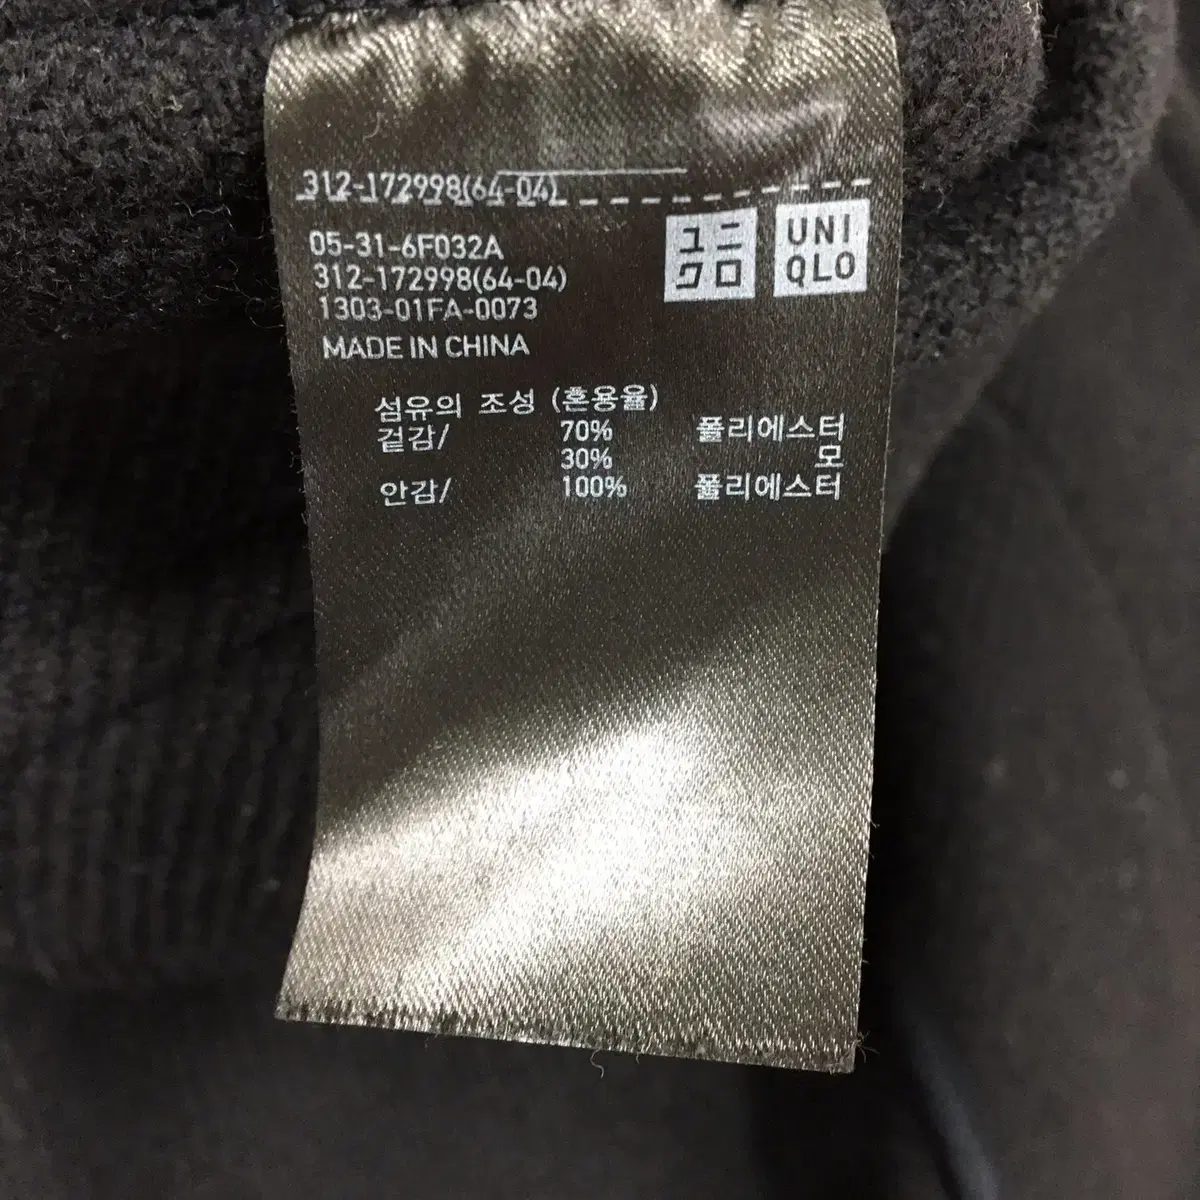 312-172998(64-04)
05-31-6F032A
312-172998(64-04)
1303-01FA-0073
MADE IN CHINA
ユニ
クロ
UNI
QLO
섬유의 조성 (혼용율)
겉감/ 70% 폴리에스터
30% 모
안감/ 100% 폴리에스터